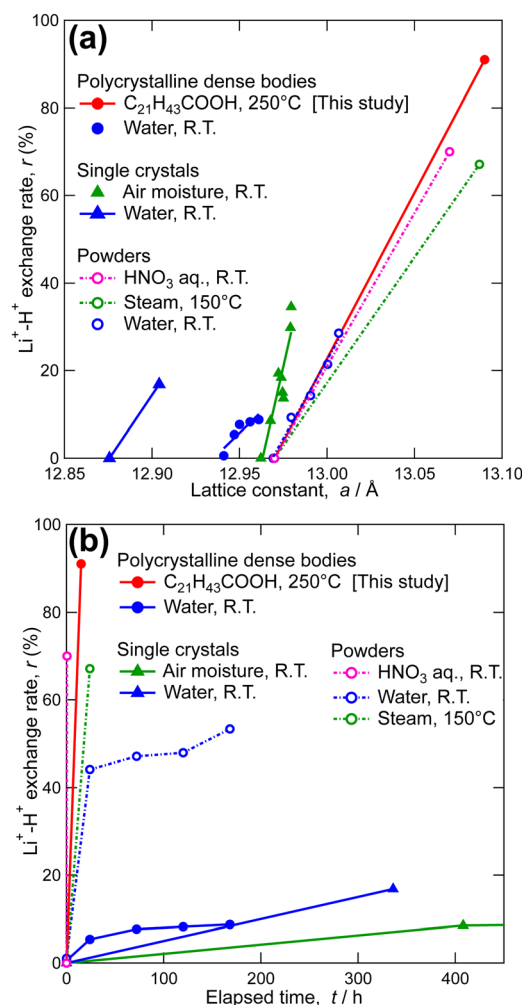 (a)
100
80
60
40
20
0
Li⁺-H⁺ exchange rate, r (%)
Polycrystalline dense bodies
C₂₁H₄₃COOH, 250°C [This study]
Water, R.T.
Single crystals
Air moisture, R.T.
Water, R.T.
Powders
HNO₃ aq., R.T.
Steam, 150°C
Water, R.T.
12.85 12.90 12.95 13.00 13.05 13.10
Lattice constant, a / Å
(b)
100
80
60
40
20
0
Li⁺-H⁺ exchange rate, r (%)
Polycrystalline dense bodies
C₂₁H₄₃COOH, 250°C [This study]
Water, R.T.
Single crystals
Air moisture, R.T.
Water, R.T.
Powders
HNO₃ aq., R.T.
Water, R.T.
Steam, 150°C
0 100 200 300 400
Elapsed time, t / h